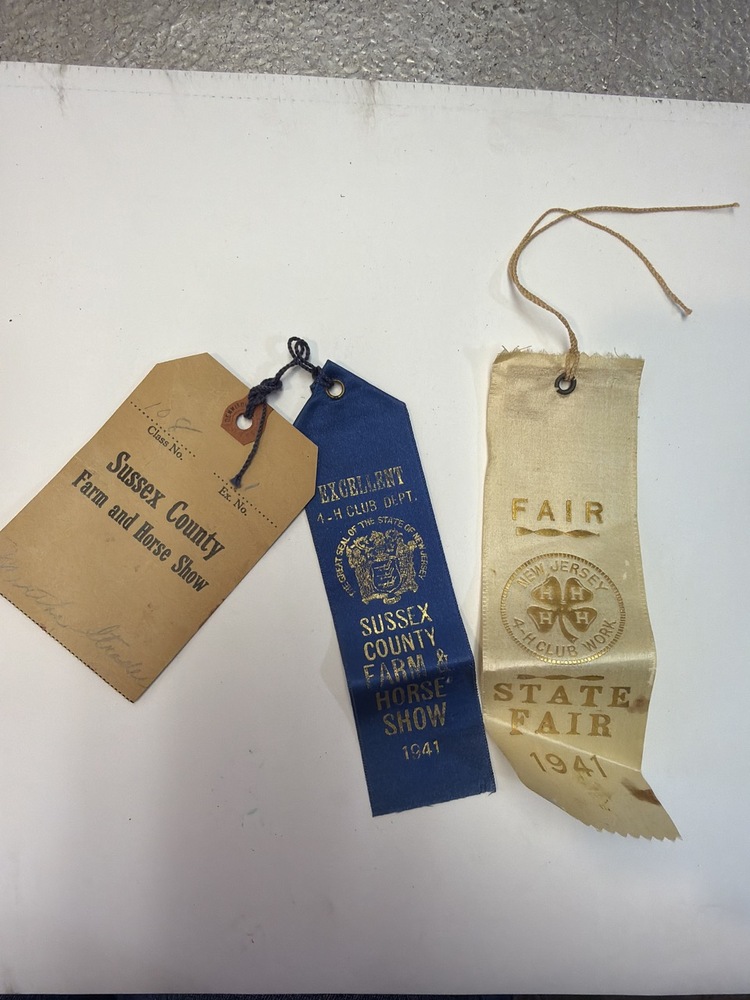 108
Class No.
1
Ex. No.
Sussex County
Farm and Horse Show
EXCELLENT
4-H CLUB DEPT.
THE GREAT SEAL OF THE STATE OF NEW JERSEY
SUSSEX
COUNTY
FARM &
HORSE
SHOW
1941
FAIR
NEW JERSEY
H H
H H
4-H CLUB WORK
STATE
FAIR
1941